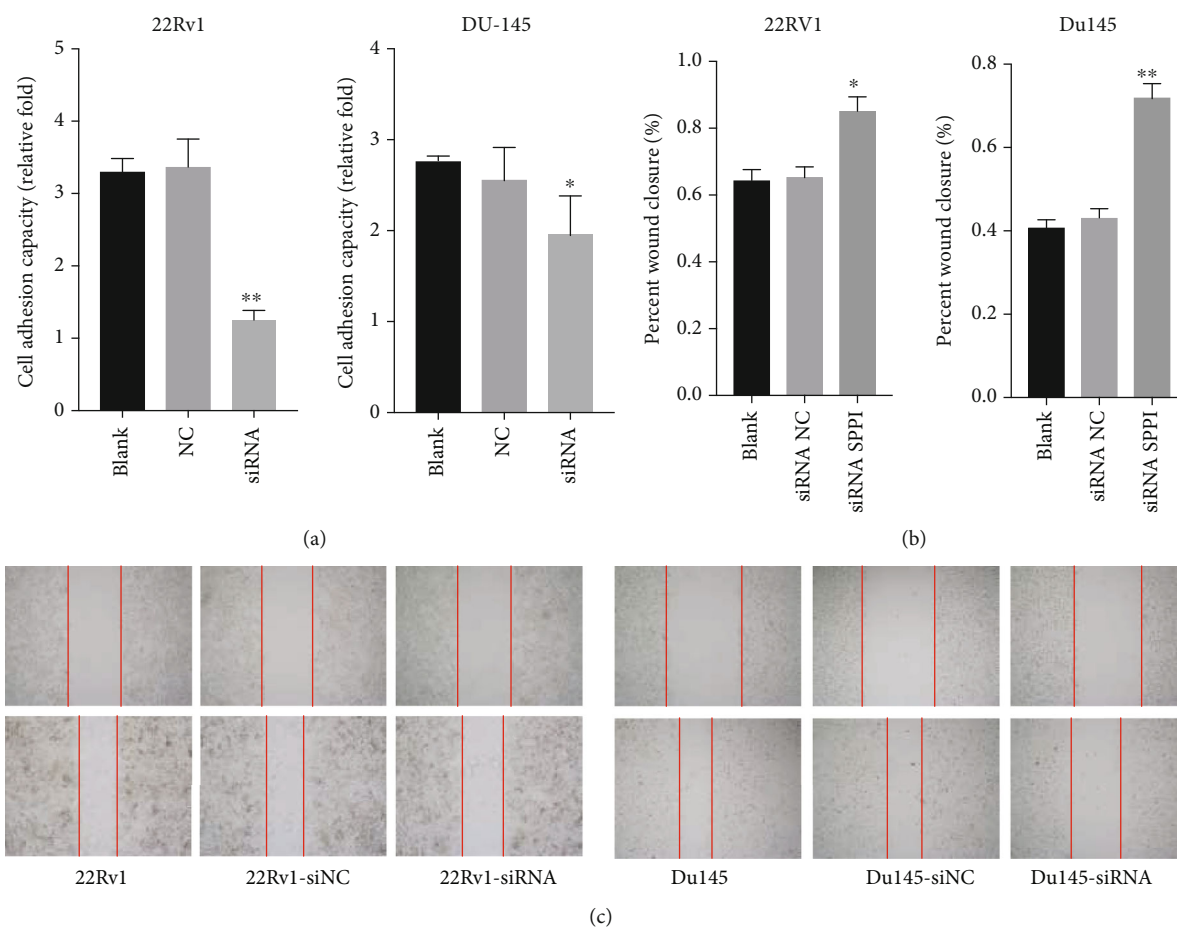 22Rv1
Cell adhesion capacity (relative fold)
5
4
3
2
1
0
**
Blank
NC
siRNA
DU-145
Cell adhesion capacity (relative fold)
4
3
2
1
0
*
Blank
NC
siRNA
(a)
22RV1
Percent wound closure (%)
1.0
0.8
0.6
0.4
0.2
0.0
*
Blank
siRNA NC
siRNA SPPI
Du145
Percent wound closure (%)
0.8
0.6
0.4
0.2
0.0
**
Blank
siRNA NC
siRNA SPPI
(b)
22Rv1
22Rv1-siNC
22Rv1-siRNA
Du145
Du145-siNC
Du145-siRNA
(c)